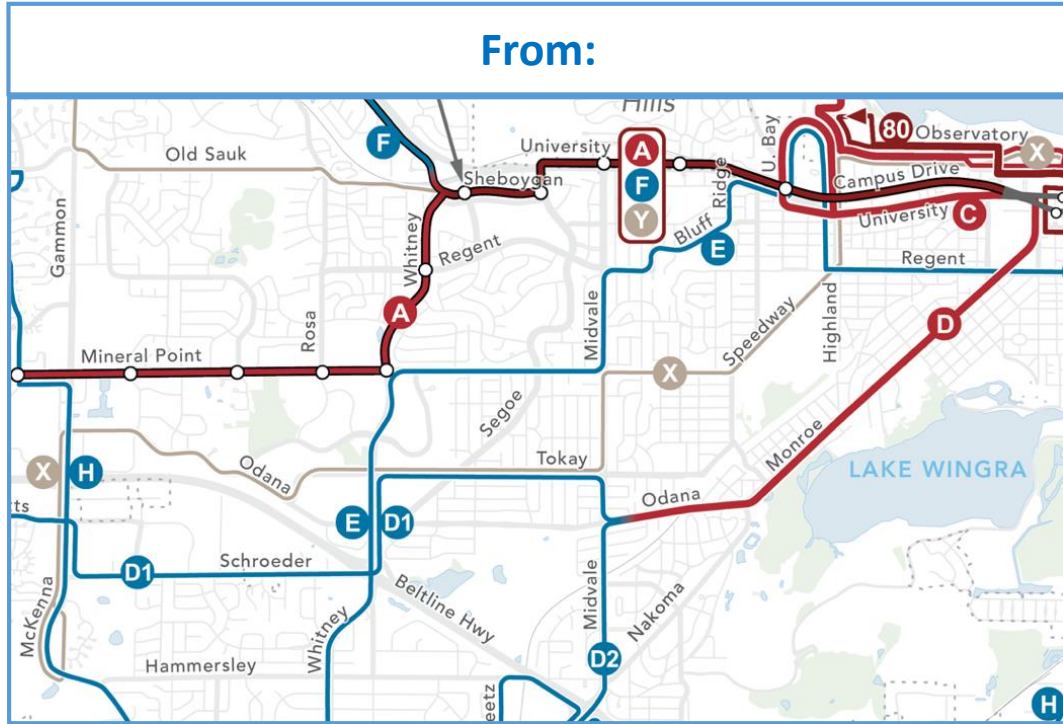 From:
Hills
F
Old Sauk
University
A
F
Y
U. Bay
80
Observatory
X
Sheboygan
Ridge
Campus Drive
University
C
Gammon
Whitney
Regent
Bluff
E
Regent
A
Midvale
Highland
D
Rosa
Mineral Point
Speedway
X
Segoe
Monroe
X
H
Odana
Tokay
LAKE WINGRA
Odana
ts
E
D1
D1
Schroeder
McKenna
Whitney
Beltline Hwy
Midvale
Nakoma
Hammersley
D2
eetz
H